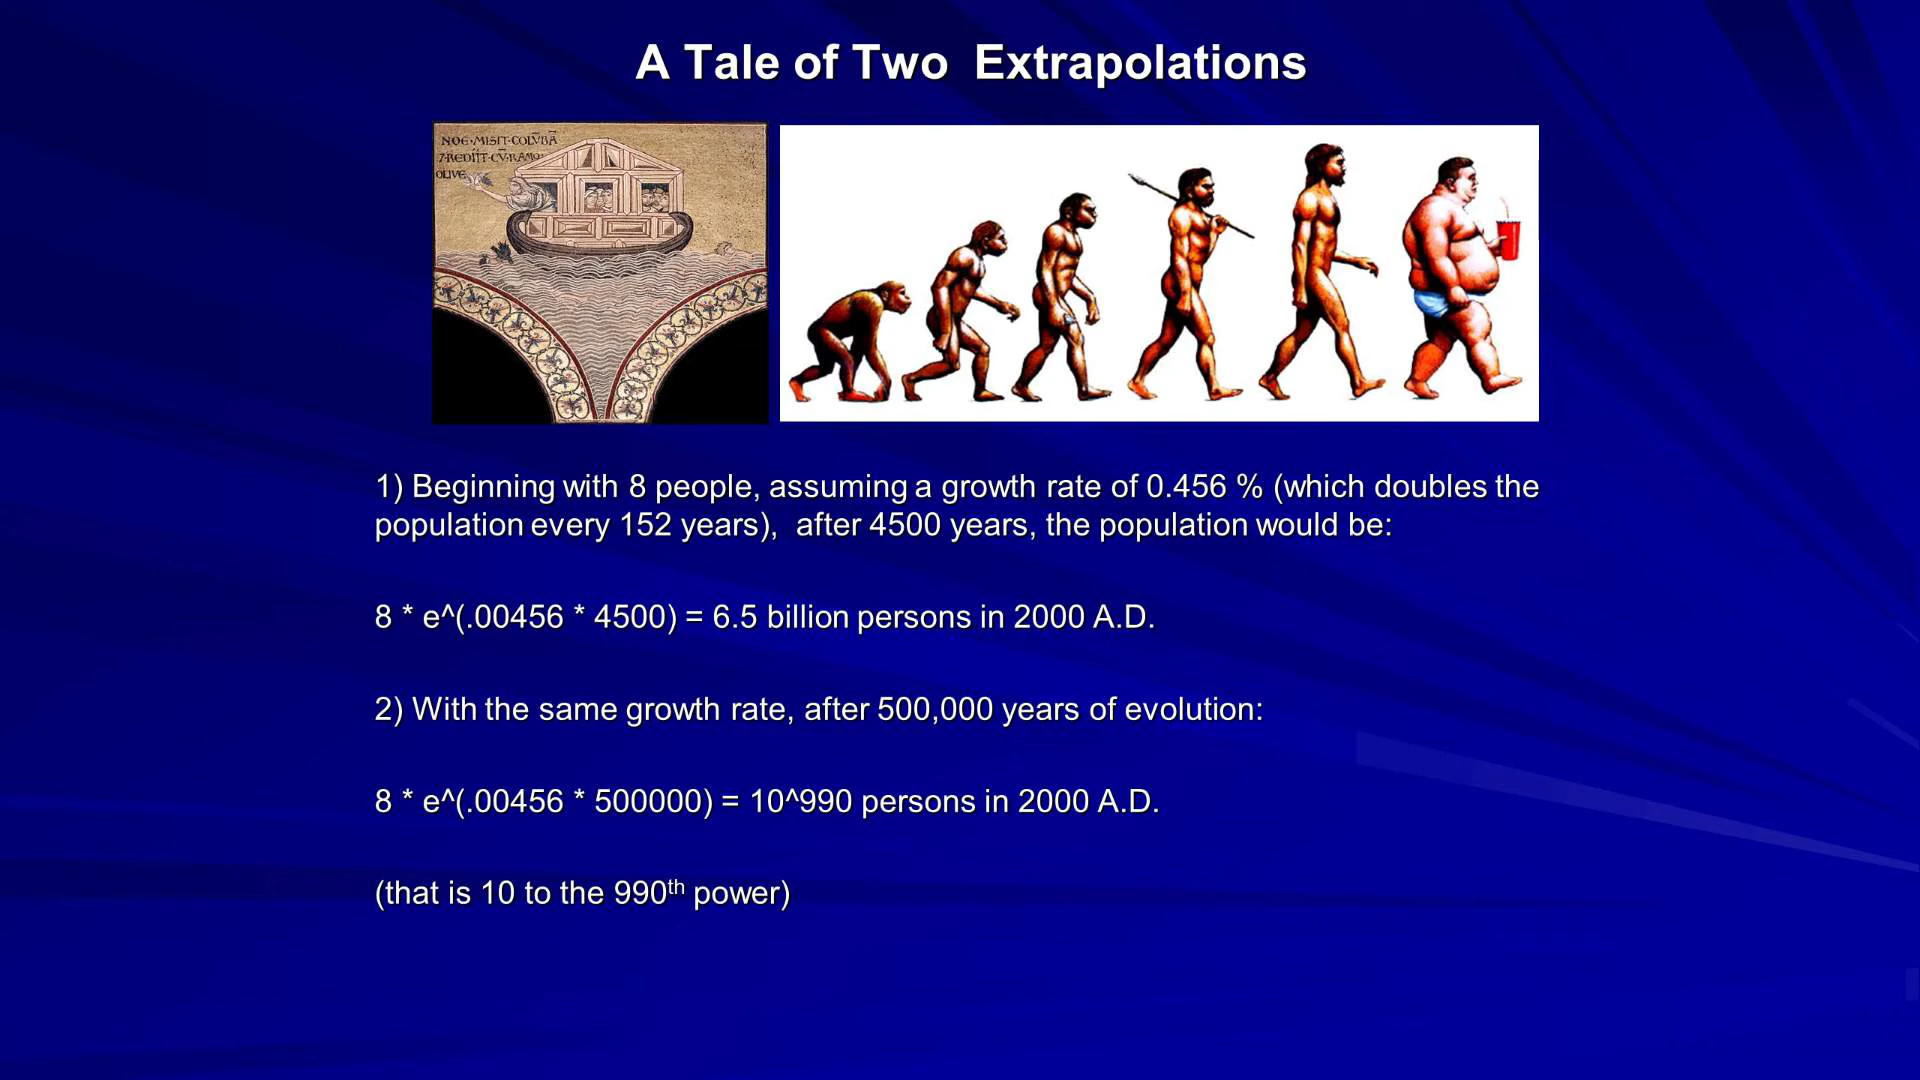 A Tale of Two Extrapolations
NOE·MISIT·COLVBĀ
7·REDIIT·CV·RAMO·
OLIVE
1) Beginning with 8 people, assuming a growth rate of 0.456 % (which doubles the
population every 152 years), after 4500 years, the population would be:
8 * e^(.00456 * 4500) = 6.5 billion persons in 2000 A.D.
2) With the same growth rate, after 500,000 years of evolution:
8 * e^(.00456 * 500000) = 10^990 persons in 2000 A.D.
(that is 10 to the 990th power)